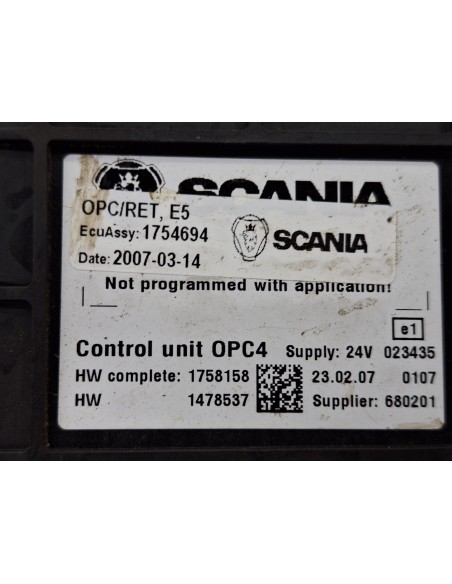 SCANIA
OPC/RET, E5
EcuAssy: 1754694
SCANIA
Date: 2007-03-14
Not programmed with application!
e1
Control unit OPC4 Supply: 24V 023435
HW complete: 1758158 23.02.07 0107
HW 1478537 Supplier: 680201